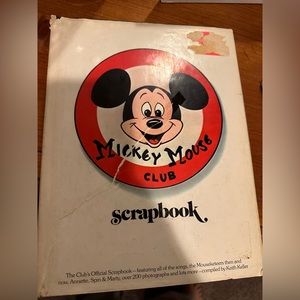 MICKEY MOUSE
CLUB
scrapbook
The Club's Official Scrapbook—featuring all of the songs, the Mouseketeers then and
now, Annette, Spin & Marty, over 200 photographs and lots more—compiled by Keith Keller